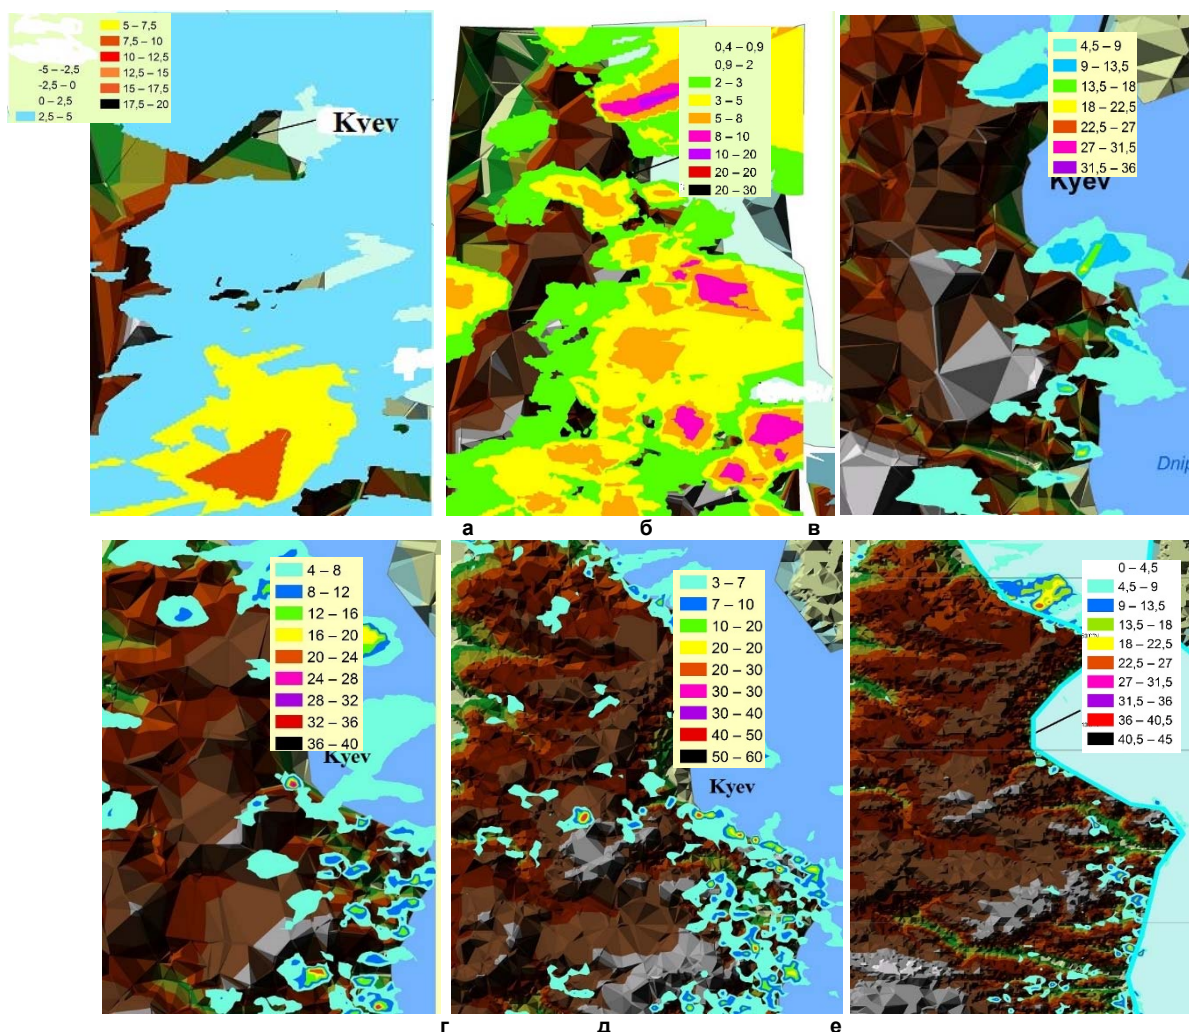 5 – 7,5
7,5 – 10
10 – 12,5
-5 – -2,5
12,5 – 15
-2,5 – 0
15 – 17,5
0 – 2,5
17,5 – 20
2,5 – 5
Kyev
0,4 – 0,9
0,9 – 2
2 – 3
3 – 5
5 – 8
8 – 10
10 – 20
20 – 20
20 – 30
4,5 – 9
9 – 13,5
13,5 – 18
18 – 22,5
22,5 – 27
27 – 31,5
31,5 – 36
Kyev
Dnip
а б в
4 – 8
8 – 12
12 – 16
16 – 20
20 – 24
24 – 28
28 – 32
32 – 36
36 – 40
Kyev
3 – 7
7 – 10
10 – 20
20 – 20
20 – 30
30 – 30
30 – 40
40 – 50
50 – 60
Kyev
0 – 4,5
4,5 – 9
9 – 13,5
13,5 – 18
18 – 22,5
22,5 – 27
27 – 31,5
31,5 – 36
36 – 40,5
40,5 – 45
г д е